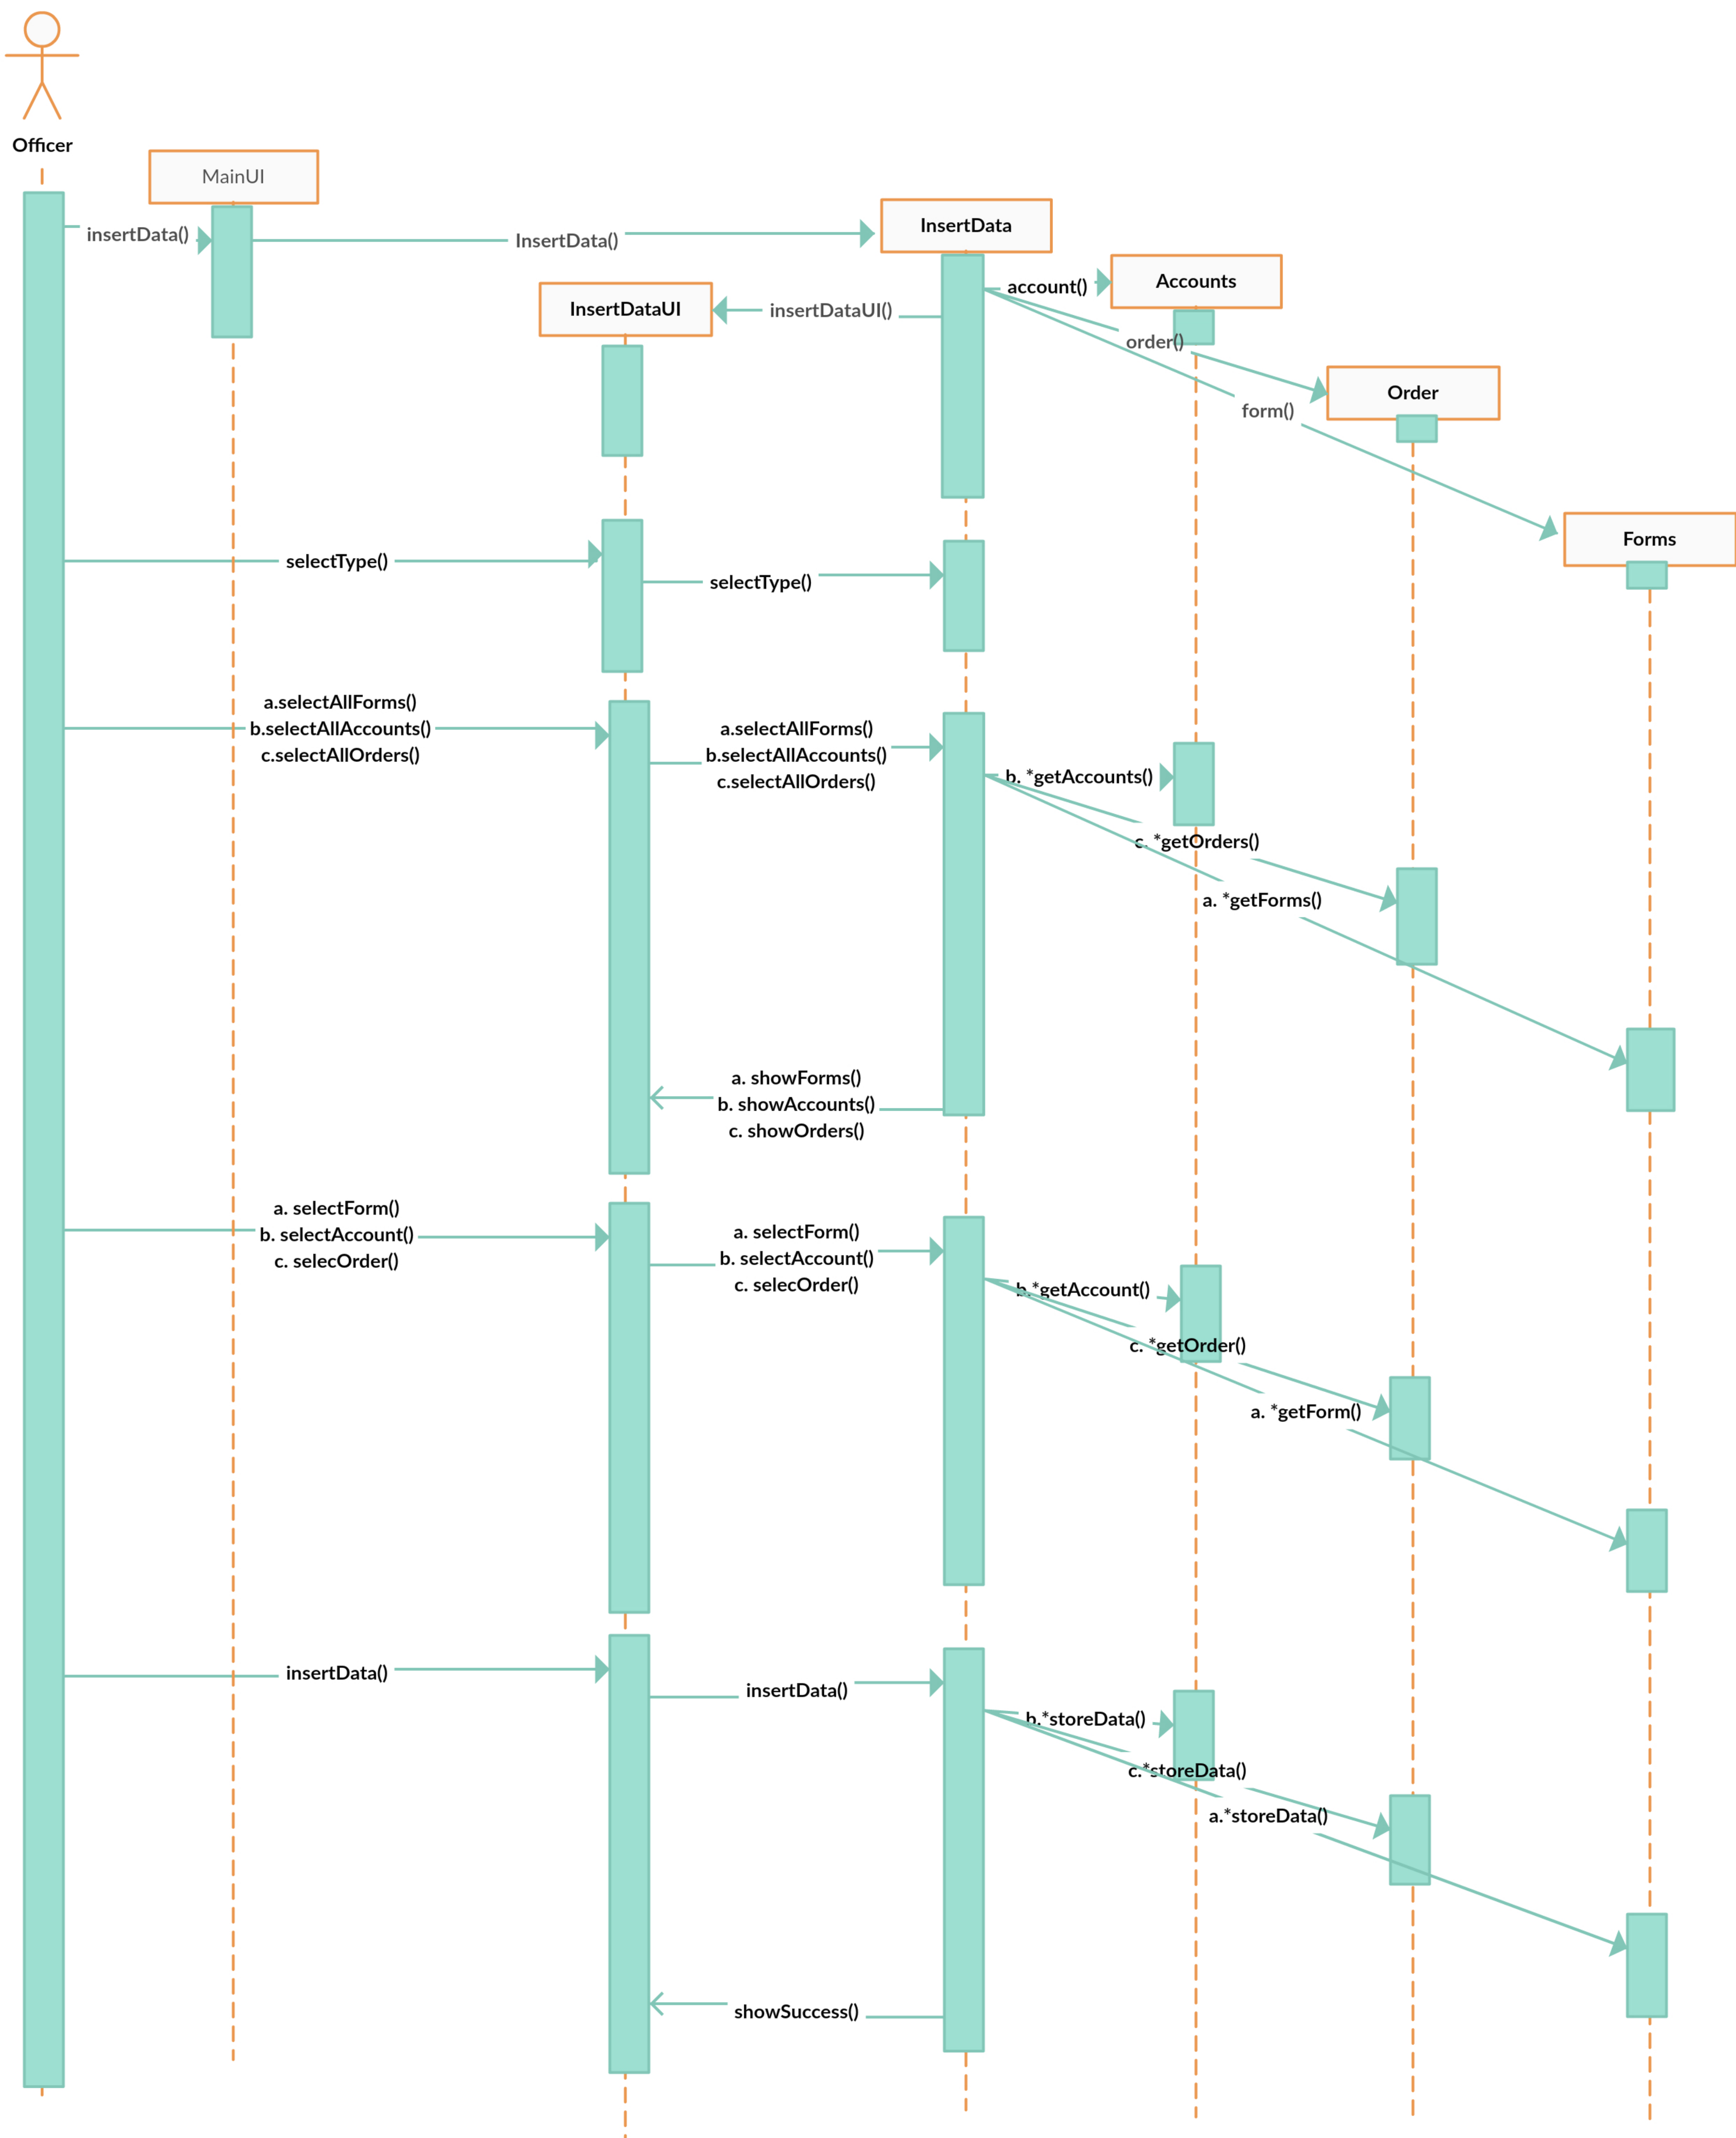 Officer
MainUI
insertData()
InsertData()
InsertData
InsertDataUI
insertDataUI()
account()
Accounts
order()
Order
form()
Forms
selectType()
selectType()
a.selectAllForms()
b.selectAllAccounts()
c.selectAllOrders()
a.selectAllForms()
b.selectAllAccounts()
c.selectAllOrders()
b. *getAccounts()
c. *getOrders()
a. *getForms()
a. showForms()
b. showAccounts()
c. showOrders()
a. selectForm()
b. selectAccount()
c. selecOrder()
a. selectForm()
b. selectAccount()
c. selecOrder()
b.*getAccount()
c. *getOrder()
a. *getForm()
insertData()
insertData()
b.*storeData()
c.*storeData()
a.*storeData()
showSuccess()